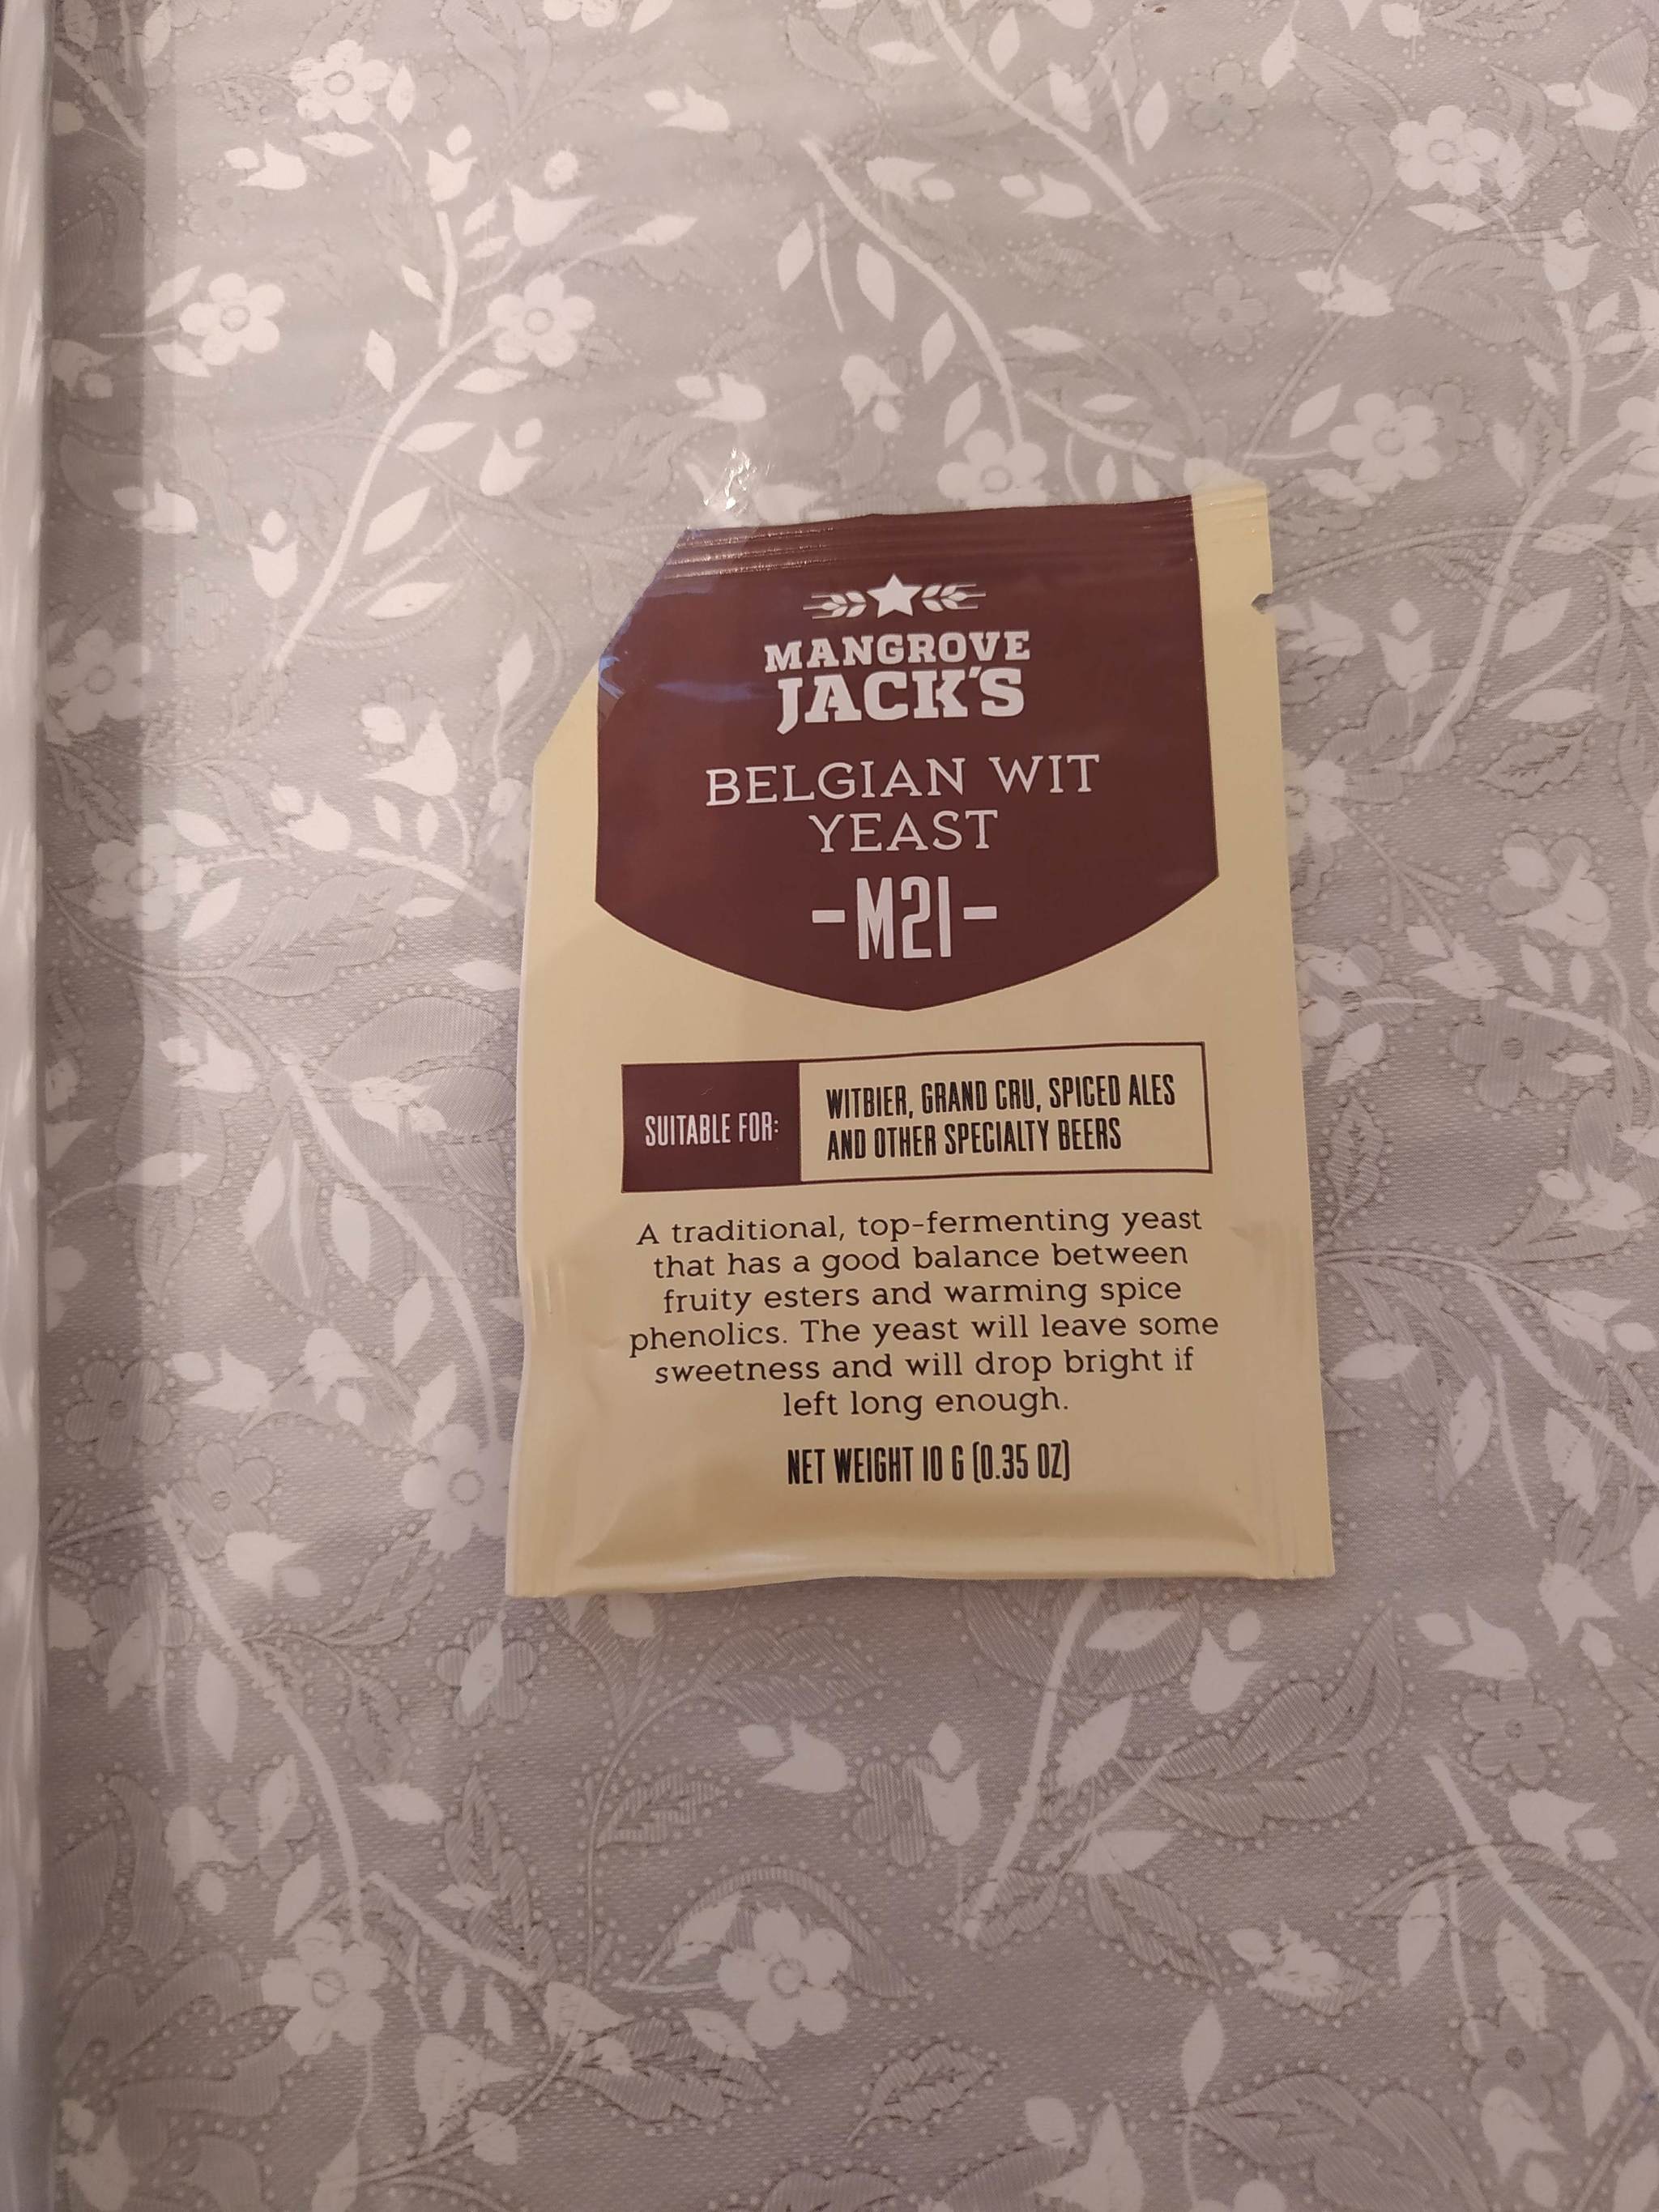 MANGROVE
JACK'S
BELGIAN WIT
YEAST
-M21-
SUITABLE FOR:
WITBIER, GRAND CRU, SPICED ALES
AND OTHER SPECIALTY BEERS
A traditional, top-fermenting yeast
that has a good balance between
fruity esters and warming spice
phenolics. The yeast will leave some
sweetness and will drop bright if
left long enough.
NET WEIGHT 10 G (0.35 OZ)